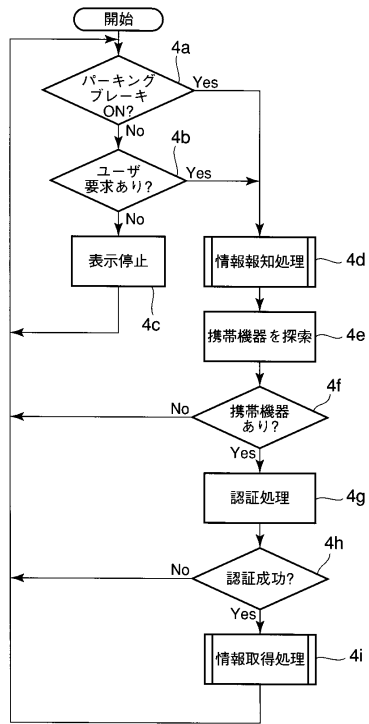 開始
4a
パーキング
ブレーキ
ON?
Yes
No
4b
ユーザ
要求あり?
Yes
No
表示停止
4c
情報報知処理
4d
携帯機器を探索
4e
4f
携帯機器
あり?
No
Yes
認証処理
4g
4h
認証成功?
No
Yes
情報取得処理
4i